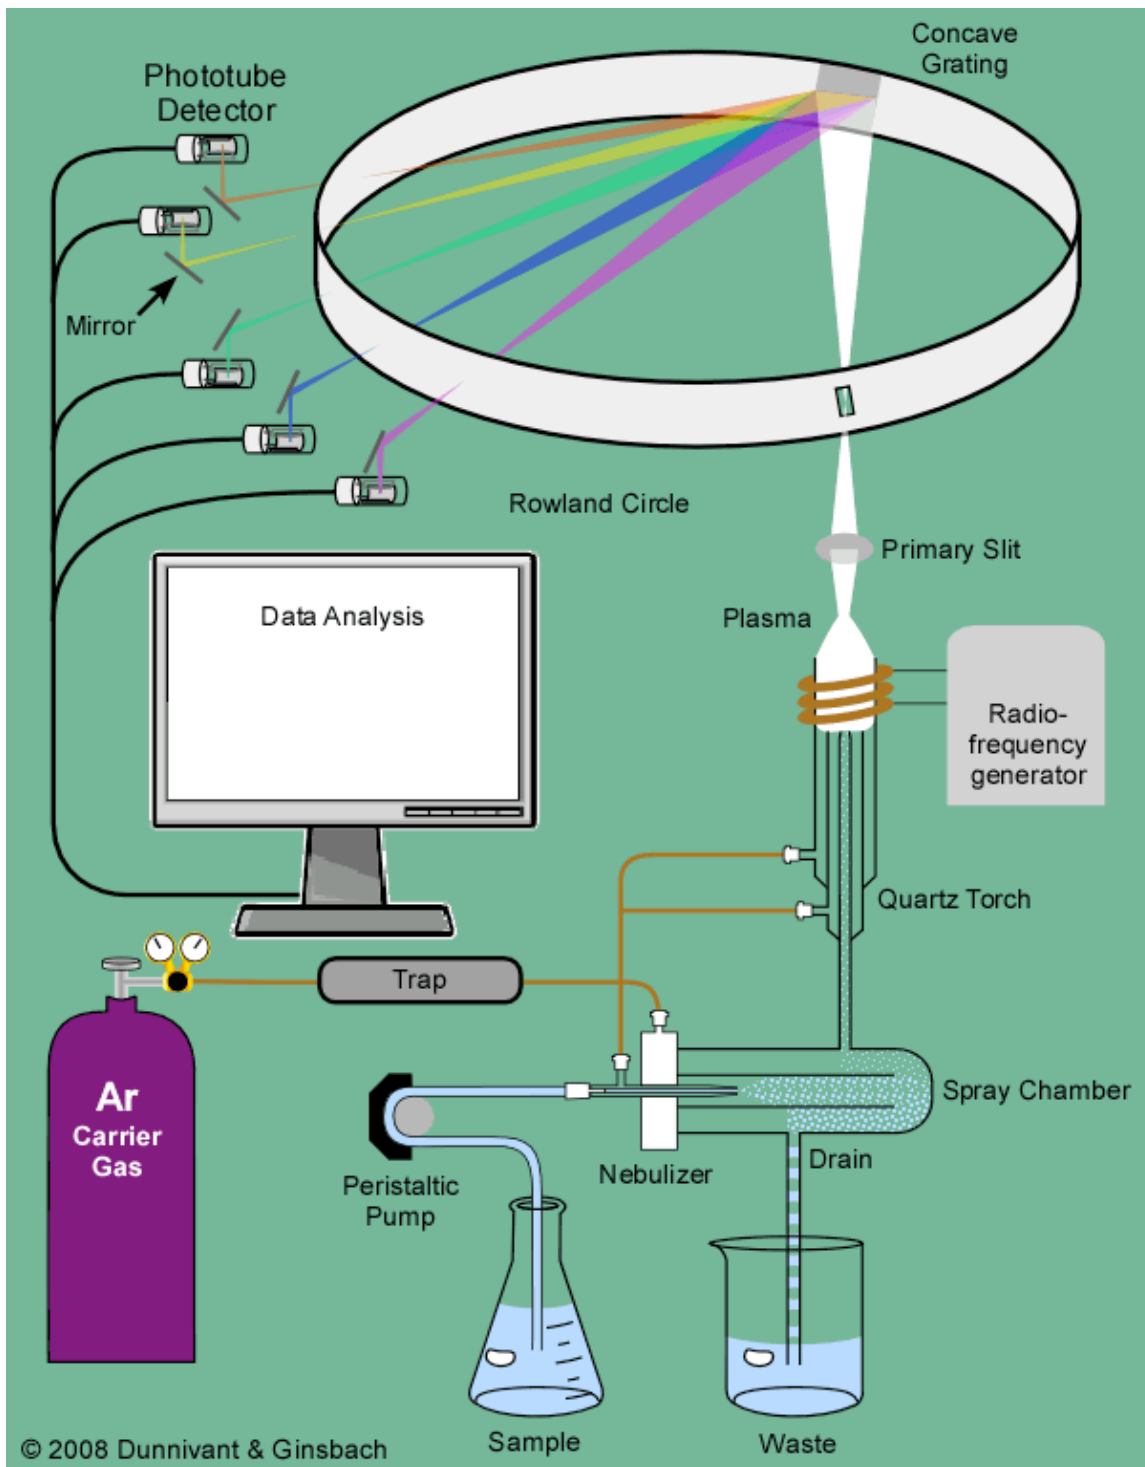 Concave
Grating
Phototube
Detector
Mirror
Rowland Circle
Primary Slit
Plasma
Data Analysis
Radio-
frequency
generator
Quartz Torch
Trap
Ar
Carrier
Gas
Spray Chamber
Drain
Nebulizer
Peristaltic
Pump
Sample
Waste
© 2008 Dunnivant & Ginsbach